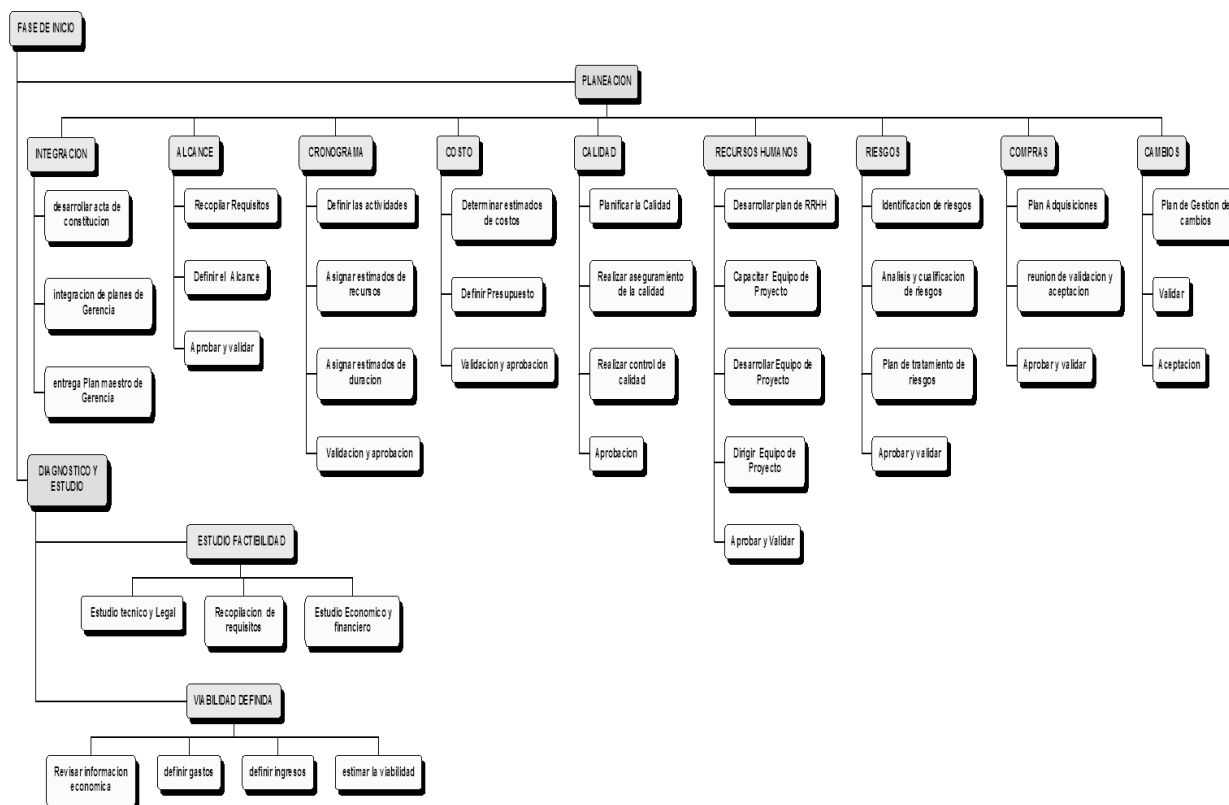 FASE DE INICIO
PLANEACION
INTEGRACION
desarrollar acta de
constitucion
integracion de planes de
Gerencia
entrega Plan maestro de
Gerencia
ALCANCE
Recopilar Requisitos
Definir el Alcance
Aprobar y validar
CRONOGRAMA
Definir las actividades
Asignar estimados de
recursos
Asignar estimados de
duracion
Validacion y aprobacion
COSTO
Determinar estimados
de costos
Definir Presupuesto
Validacion y aprobacion
CALIDAD
Planificar la Calidad
Realizar aseguramiento
de la calidad
Realizar control de
calidad
Aprobacion
RECURSOS HUMANOS
Desarrollar plan de RRHH
Capacitar Equipo de
Proyecto
Desarrollar Equipo de
Proyecto
Dirigir Equipo de
Proyecto
Aprobar y Validar
RIESGOS
Identificacion de riesgos
Analisis y cualificacion
de riesgos
Plan de tratamiento de
riesgos
Aprobar y validar
COMPRAS
Plan Adquisiciones
reunion de validacion y
aceptacion
Aprobar y validar
CAMBIOS
Plan de Gestion de
cambios
Validar
Aceptacion
DIAGNOSTICO Y
ESTUDIO
ESTUDIO FACTIBILIDAD
Estudio tecnico y Legal
Recopilacion de
requisitos
Estudio Economico y
financiero
VIABILIDAD DEFINIDA
Revisar informacion
economica
definir gastos
definir ingresos
estimar la viabilidad